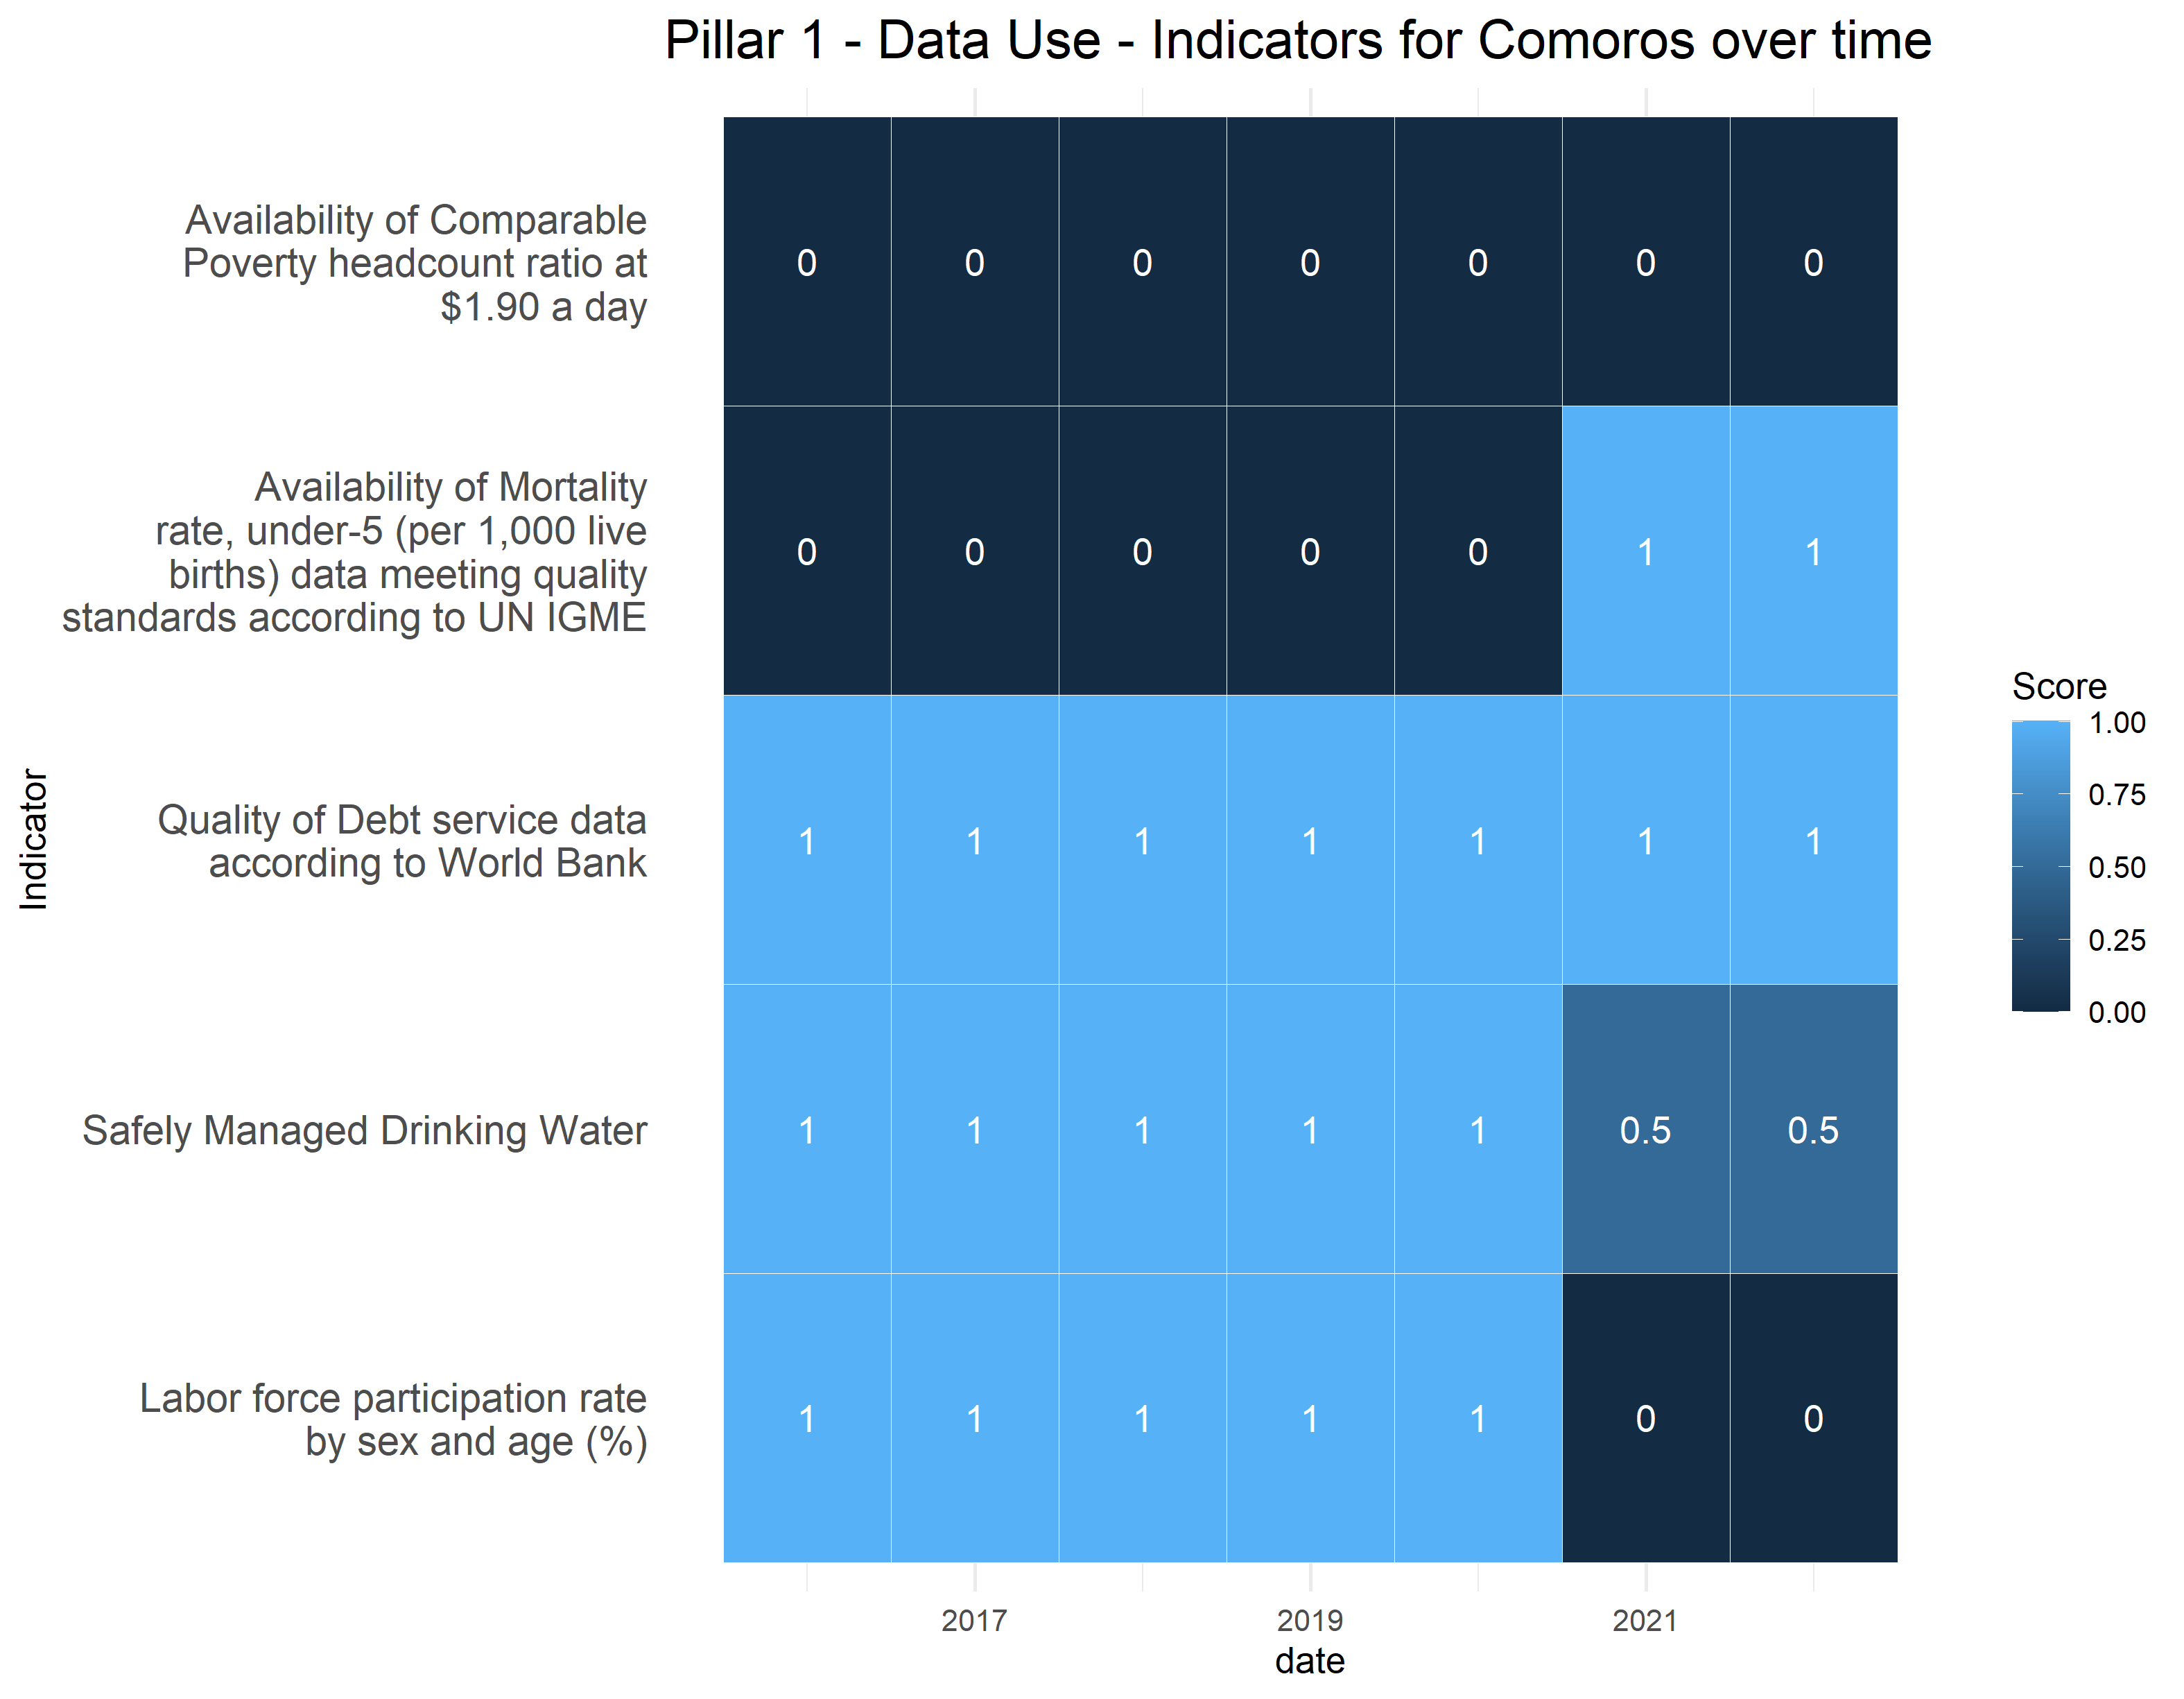 Pillar 1 - Data Use - Indicators for Comoros over time
Availability of Comparable
Poverty headcount ratio at
$1.90 a day
0 0 0 0 0 0 0
Availability of Mortality
rate, under-5 (per 1,000 live
births) data meeting quality
standards according to UN IGME
0 0 0 0 0 1 1
Quality of Debt service data
according to World Bank
1 1 1 1 1 1 1
Safely Managed Drinking Water
1 1 1 1 1 0.5 0.5
Labor force participation rate
by sex and age (%)
1 1 1 1 1 0 0
Indicator
2017 2019 2021
date
Score
1.00
0.75
0.50
0.25
0.00